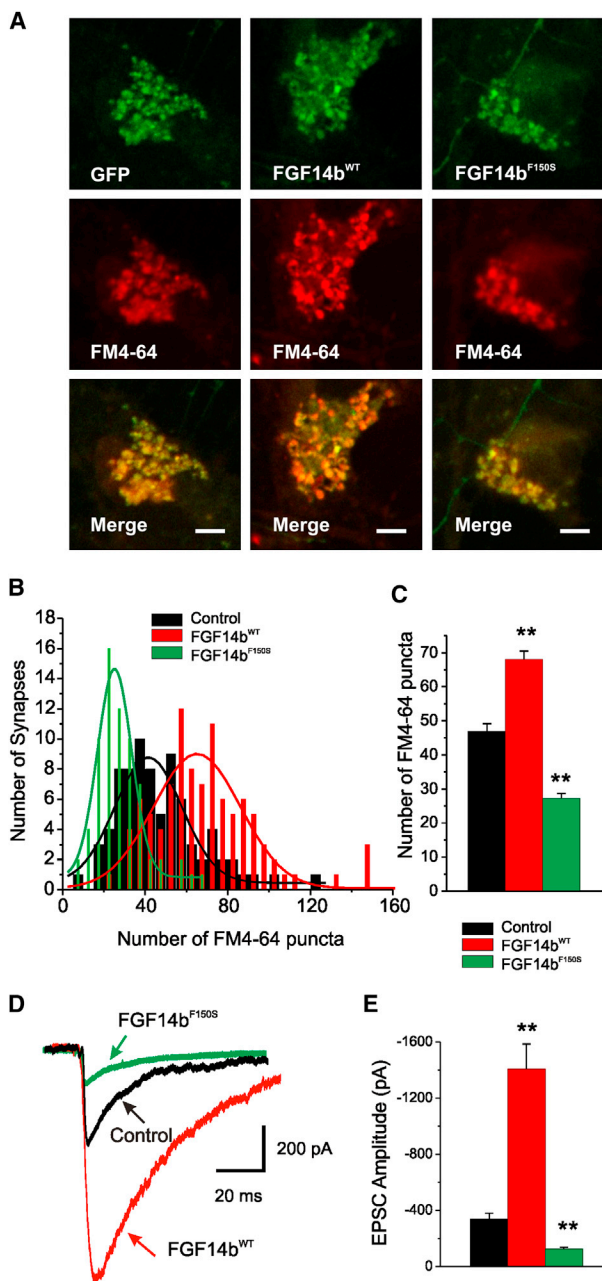 A
GFP
FGF14b^WT
FGF14b^F150S
FM4-64
FM4-64
FM4-64
Merge
Merge
Merge
B
Number of Synapses
18
16
14
12
10
8
6
4
2
0
Control
FGF14b^WT
FGF14b^F150S
0 40 80 120 160
Number of FM4-64 puncta
C
Number of FM4-64 puncta
70
60
50
40
30
20
10
0
**
**
Control
FGF14b^WT
FGF14b^F150S
D
FGF14b^F150S
Control
FGF14b^WT
200 pA
20 ms
E
EPSC Amplitude (pA)
-1600
-1200
-800
-400
0
**
**